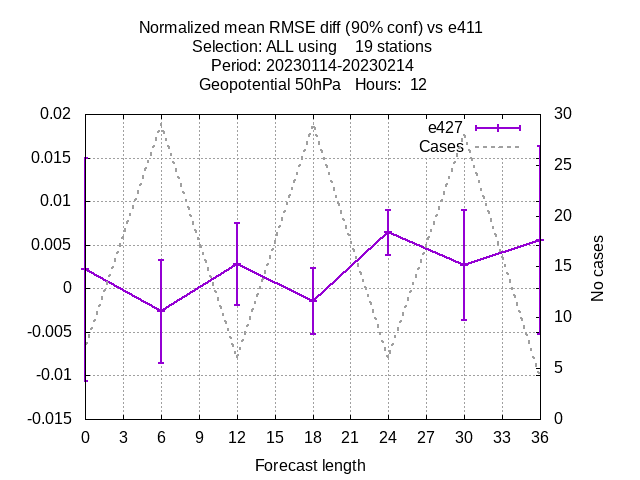 Normalized mean RMSE diff (90% conf) vs e411
Selection: ALL using    19 stations
Period: 20230114-20230214
Geopotential 50hPa   Hours:  12
0.02
0.015
0.01
0.005
0
-0.005
-0.01
-0.015
30
25
20
15
10
5
0
e427
Cases
No cases
0 3 6 9 12 15 18 21 24 27 30 33 36
Forecast length